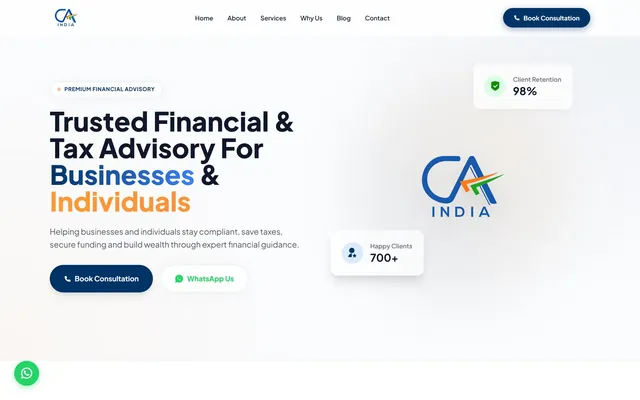 CA
INDIA
Home
About
Services
Why Us
Blog
Contact
Book Consultation
PREMIUM FINANCIAL ADVISORY
Trusted Financial &
Tax Advisory For
Businesses &
Individuals
Helping businesses and individuals stay compliant, save taxes,
secure funding and build wealth through expert financial guidance.
Book Consultation
WhatsApp Us
Client Retention
98%
CA
INDIA
Happy Clients
700+